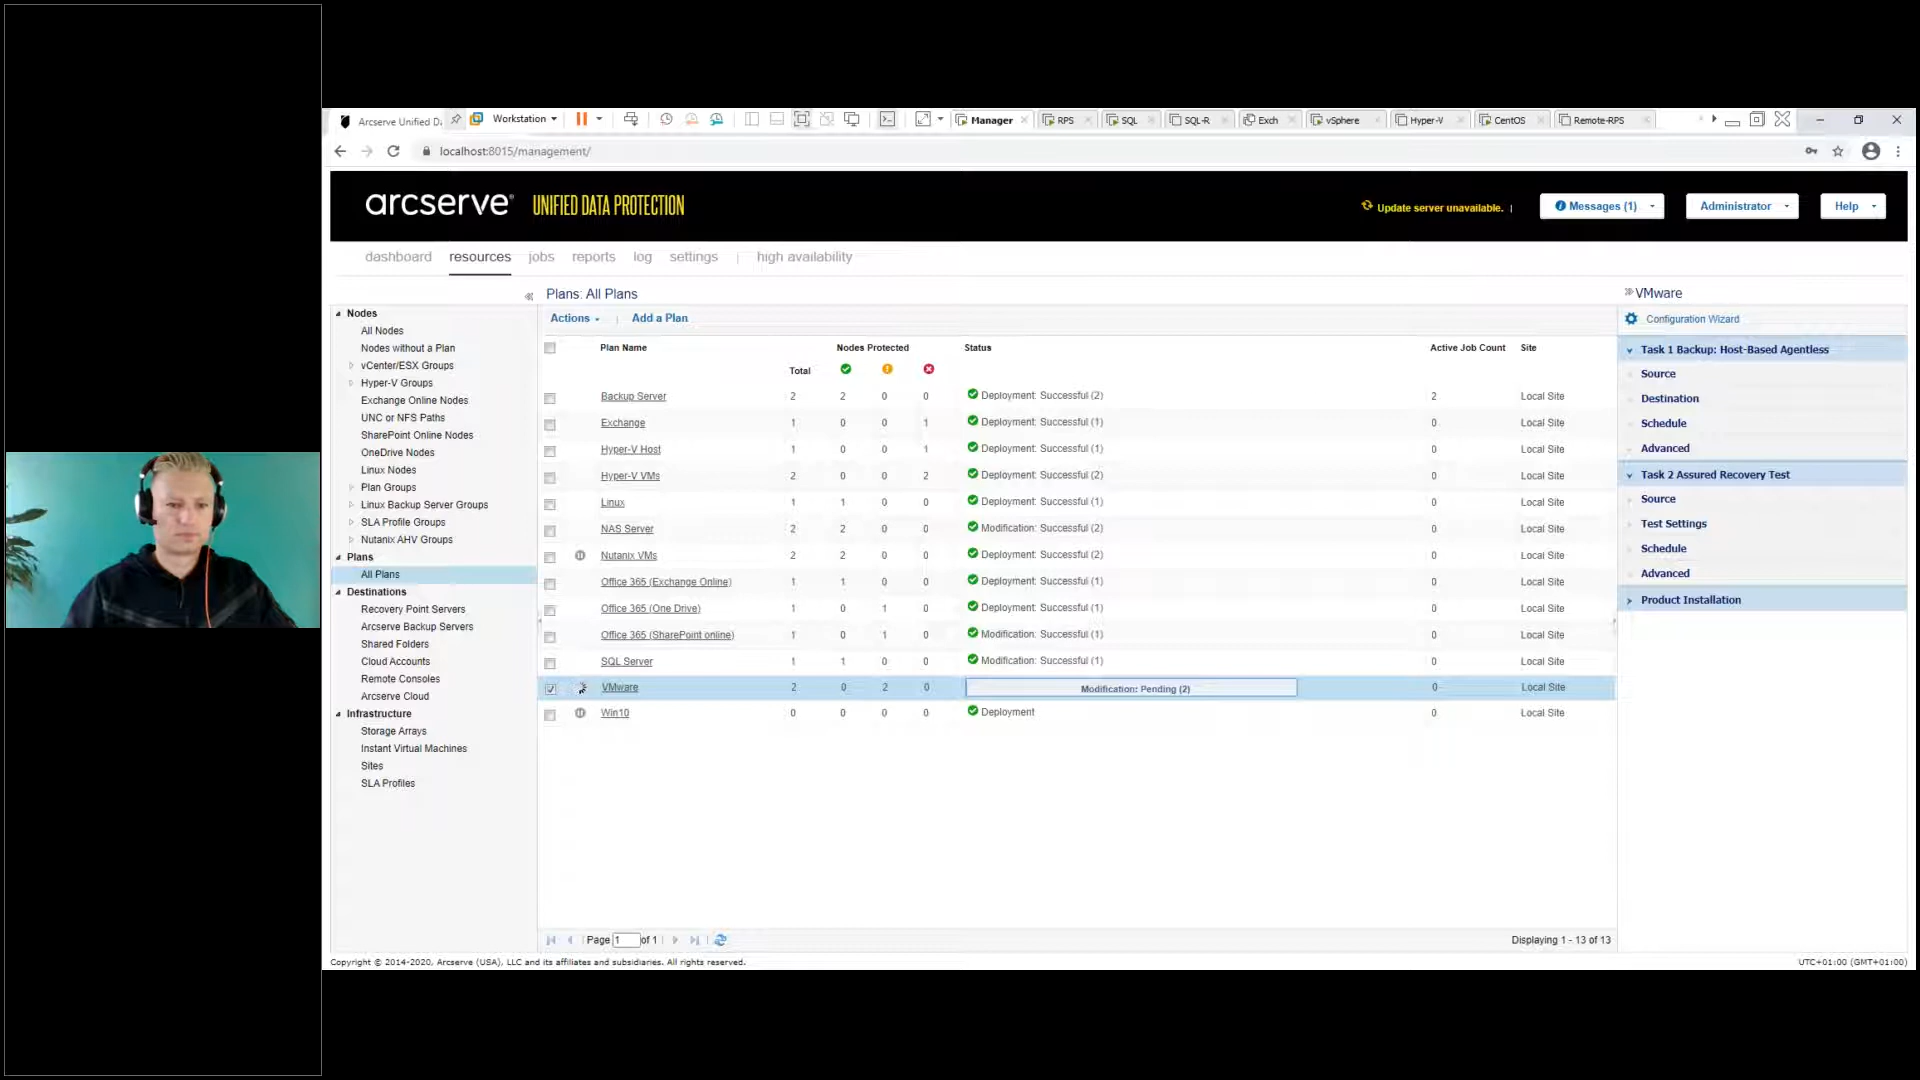 Arcserve Unified D.
Workstation
Manager
RPS
SQL
SQL-R
Exch
vSphere
Hyper-V
CentOS
Remote-RPS
localhost:8015/management/
arcserve® UNIFIED DATA PROTECTION
Update server unavailable. |
Messages (1)
Administrator
Help
dashboard
resources
jobs
reports
log
settings
|
high availability
Nodes
All Nodes
Nodes without a Plan
vCenter/ESX Groups
Hyper-V Groups
Exchange Online Nodes
UNC or NFS Paths
SharePoint Online Nodes
OneDrive Nodes
Linux Nodes
Plan Groups
Linux Backup Server Groups
SLA Profile Groups
Nutanix AHV Groups
Plans
All Plans
Destinations
Recovery Point Servers
Arcserve Backup Servers
Shared Folders
Cloud Accounts
Remote Consoles
Arcserve Cloud
Infrastructure
Storage Arrays
Instant Virtual Machines
Sites
SLA Profiles
Plans: All Plans
Actions
Add a Plan
Plan Name Nodes Protected Status Active Job Count Site
Total
Backup Server 2 2 0 0 Deployment: Successful (2) 2 Local Site
Exchange 1 0 0 1 Deployment: Successful (1) 0 Local Site
Hyper-V Host 1 0 0 1 Deployment: Successful (1) 0 Local Site
Hyper-V VMs 2 0 0 2 Deployment: Successful (2) 0 Local Site
Linux 1 1 0 0 Deployment: Successful (1) 0 Local Site
NAS Server 2 2 0 0 Modification: Successful (2) 0 Local Site
Nutanix VMs 2 2 0 0 Deployment: Successful (2) 0 Local Site
Office 365 (Exchange Online) 1 1 0 0 Deployment: Successful (1) 0 Local Site
Office 365 (One Drive) 1 0 1 0 Deployment: Successful (1) 0 Local Site
Office 365 (SharePoint online) 1 0 1 0 Modification: Successful (1) 0 Local Site
SQL Server 1 1 0 0 Modification: Successful (1) 0 Local Site
VMware 2 0 2 0 Modification: Pending (2) 0 Local Site
Win10 0 0 0 0 Deployment 0 Local Site
Page 1 of 1
Displaying 1 - 13 of 13
VMware
Configuration Wizard
Task 1 Backup: Host-Based Agentless
Source
Destination
Schedule
Advanced
Task 2 Assured Recovery Test
Source
Test Settings
Schedule
Advanced
Product Installation
Copyright © 2014-2020, Arcserve (USA), LLC and its affiliates and subsidiaries. All rights reserved.
UTC+01:00 (GMT+01:00)